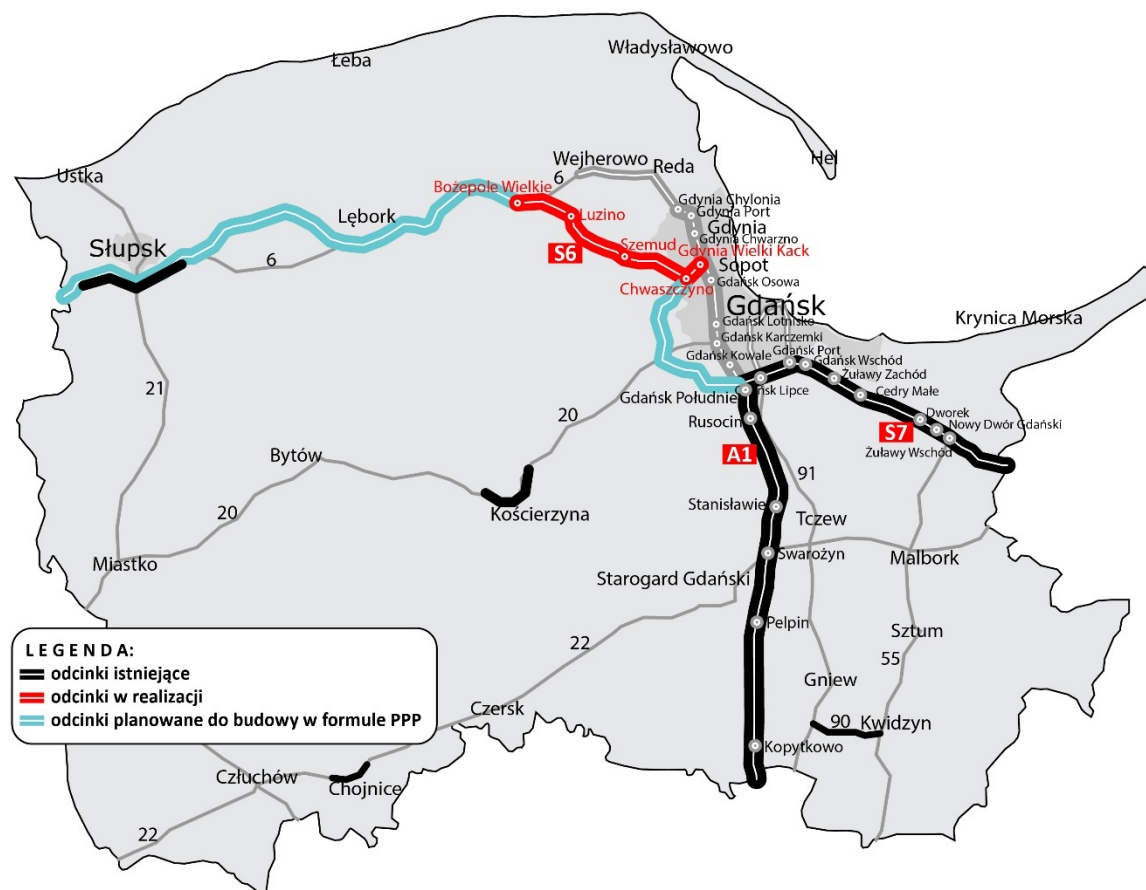 Władysławowo
Łeba
Hel
Wejherowo
Reda
6
Ustka
Bożepole Wielkie
Gdynia Chylonia
Gdynia Port
Luzino
Lębork
Gdynia
Gdynia Chwarzno
Słupsk
S6
Szemud
Gdynia Wielki Kack
6
Sopot
Chwaszczyno
Gdańsk Osowa
Gdańsk
Krynica Morska
Gdańsk Lotnisko
Gdańsk Karczemki
Gdańsk Port
Gdańsk Kowale
Gdańsk Wschód
Żuławy Zachód
21
Gdańsk Południe
Gdańsk Lipce
Cedry Małe
20
Rusocin
Dworek
S7
Nowy Dwór Gdański
Żuławy Wschód
A1
Bytów
91
20
Kościerzyna
Stanisławie
Tczew
Miastko
Swarożyn
Malbork
Starogard Gdański
Pelpin
Sztum
22
55
LEGENDA:
odcinki istniejące
odcinki w realizacji
odcinki planowane do budowy w formule PPP
Gniew
Czersk
90
Kwidzyn
Kopytkowo
Człuchów
Chojnice
22